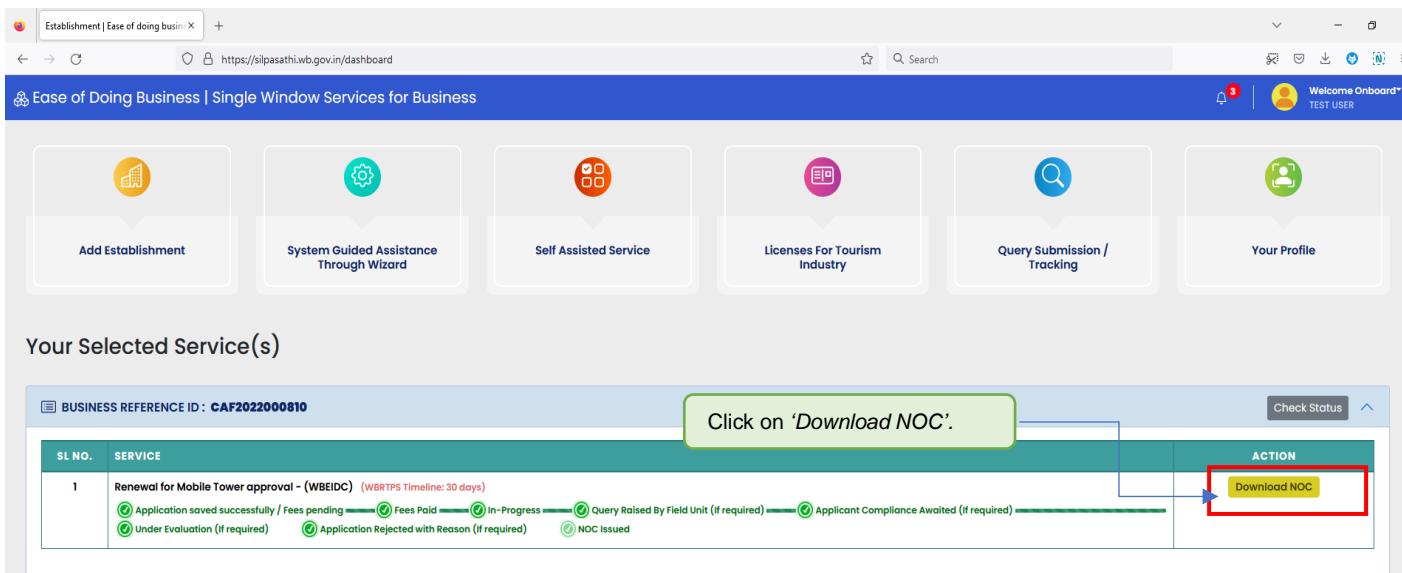 Establishment | Ease of doing busin
https://silpasathi.wb.gov.in/dashboard
Search
Ease of Doing Business | Single Window Services for Business
3
Welcome Onboard
TEST USER
Add Establishment
System Guided Assistance
Through Wizard
Self Assisted Service
Licenses For Tourism
Industry
Query Submission /
Tracking
Your Profile
Your Selected Service(s)
BUSINESS REFERENCE ID : CAF2022000810
Check Status
Click on ‘Download NOC’.
SL NO. SERVICE ACTION
1 Renewal for Mobile Tower approval - (WBEIDC) (WBRTPS Timeline: 30 days) Download NOC
Application saved successfully / Fees pending Fees Paid In-Progress Query Raised By Field Unit (If required) Applicant Compliance Awaited (If required)
Under Evaluation (If required) Application Rejected with Reason (If required) NOC Issued